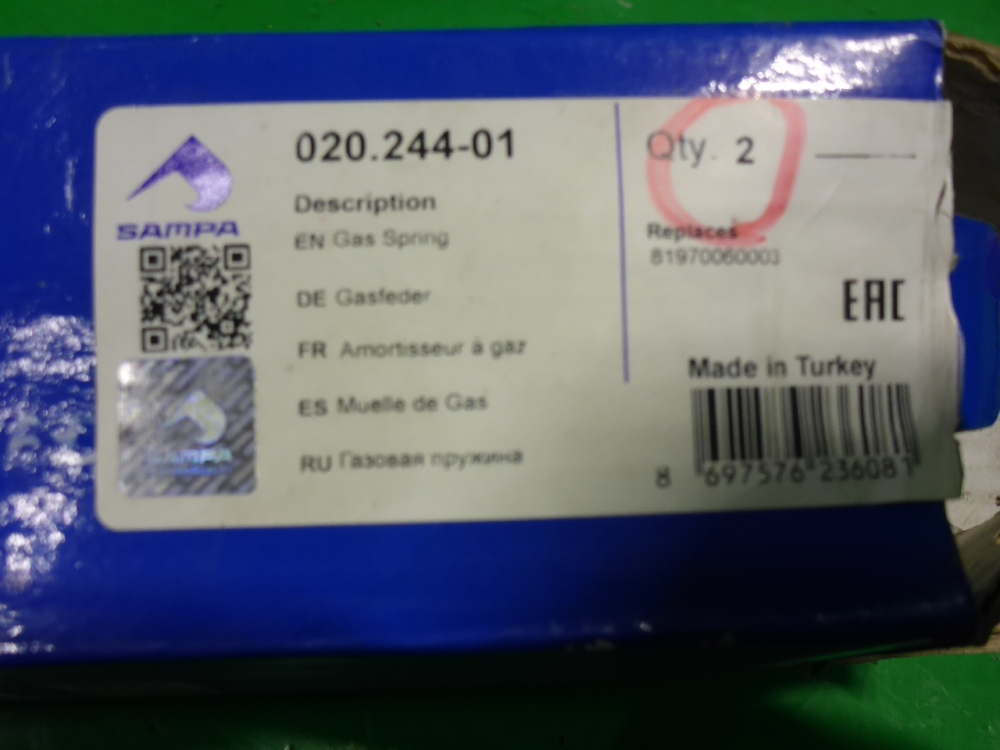 020.244-01
Qty. 2
SAMPA
Description
EN Gas Spring
DE Gasfeder
FR Amortisseur à gaz
ES Muelle de Gas
RU Газовая пружина
Replaces
81970060003
EAC
Made in Turkey
8 697576 236081
SAMPA